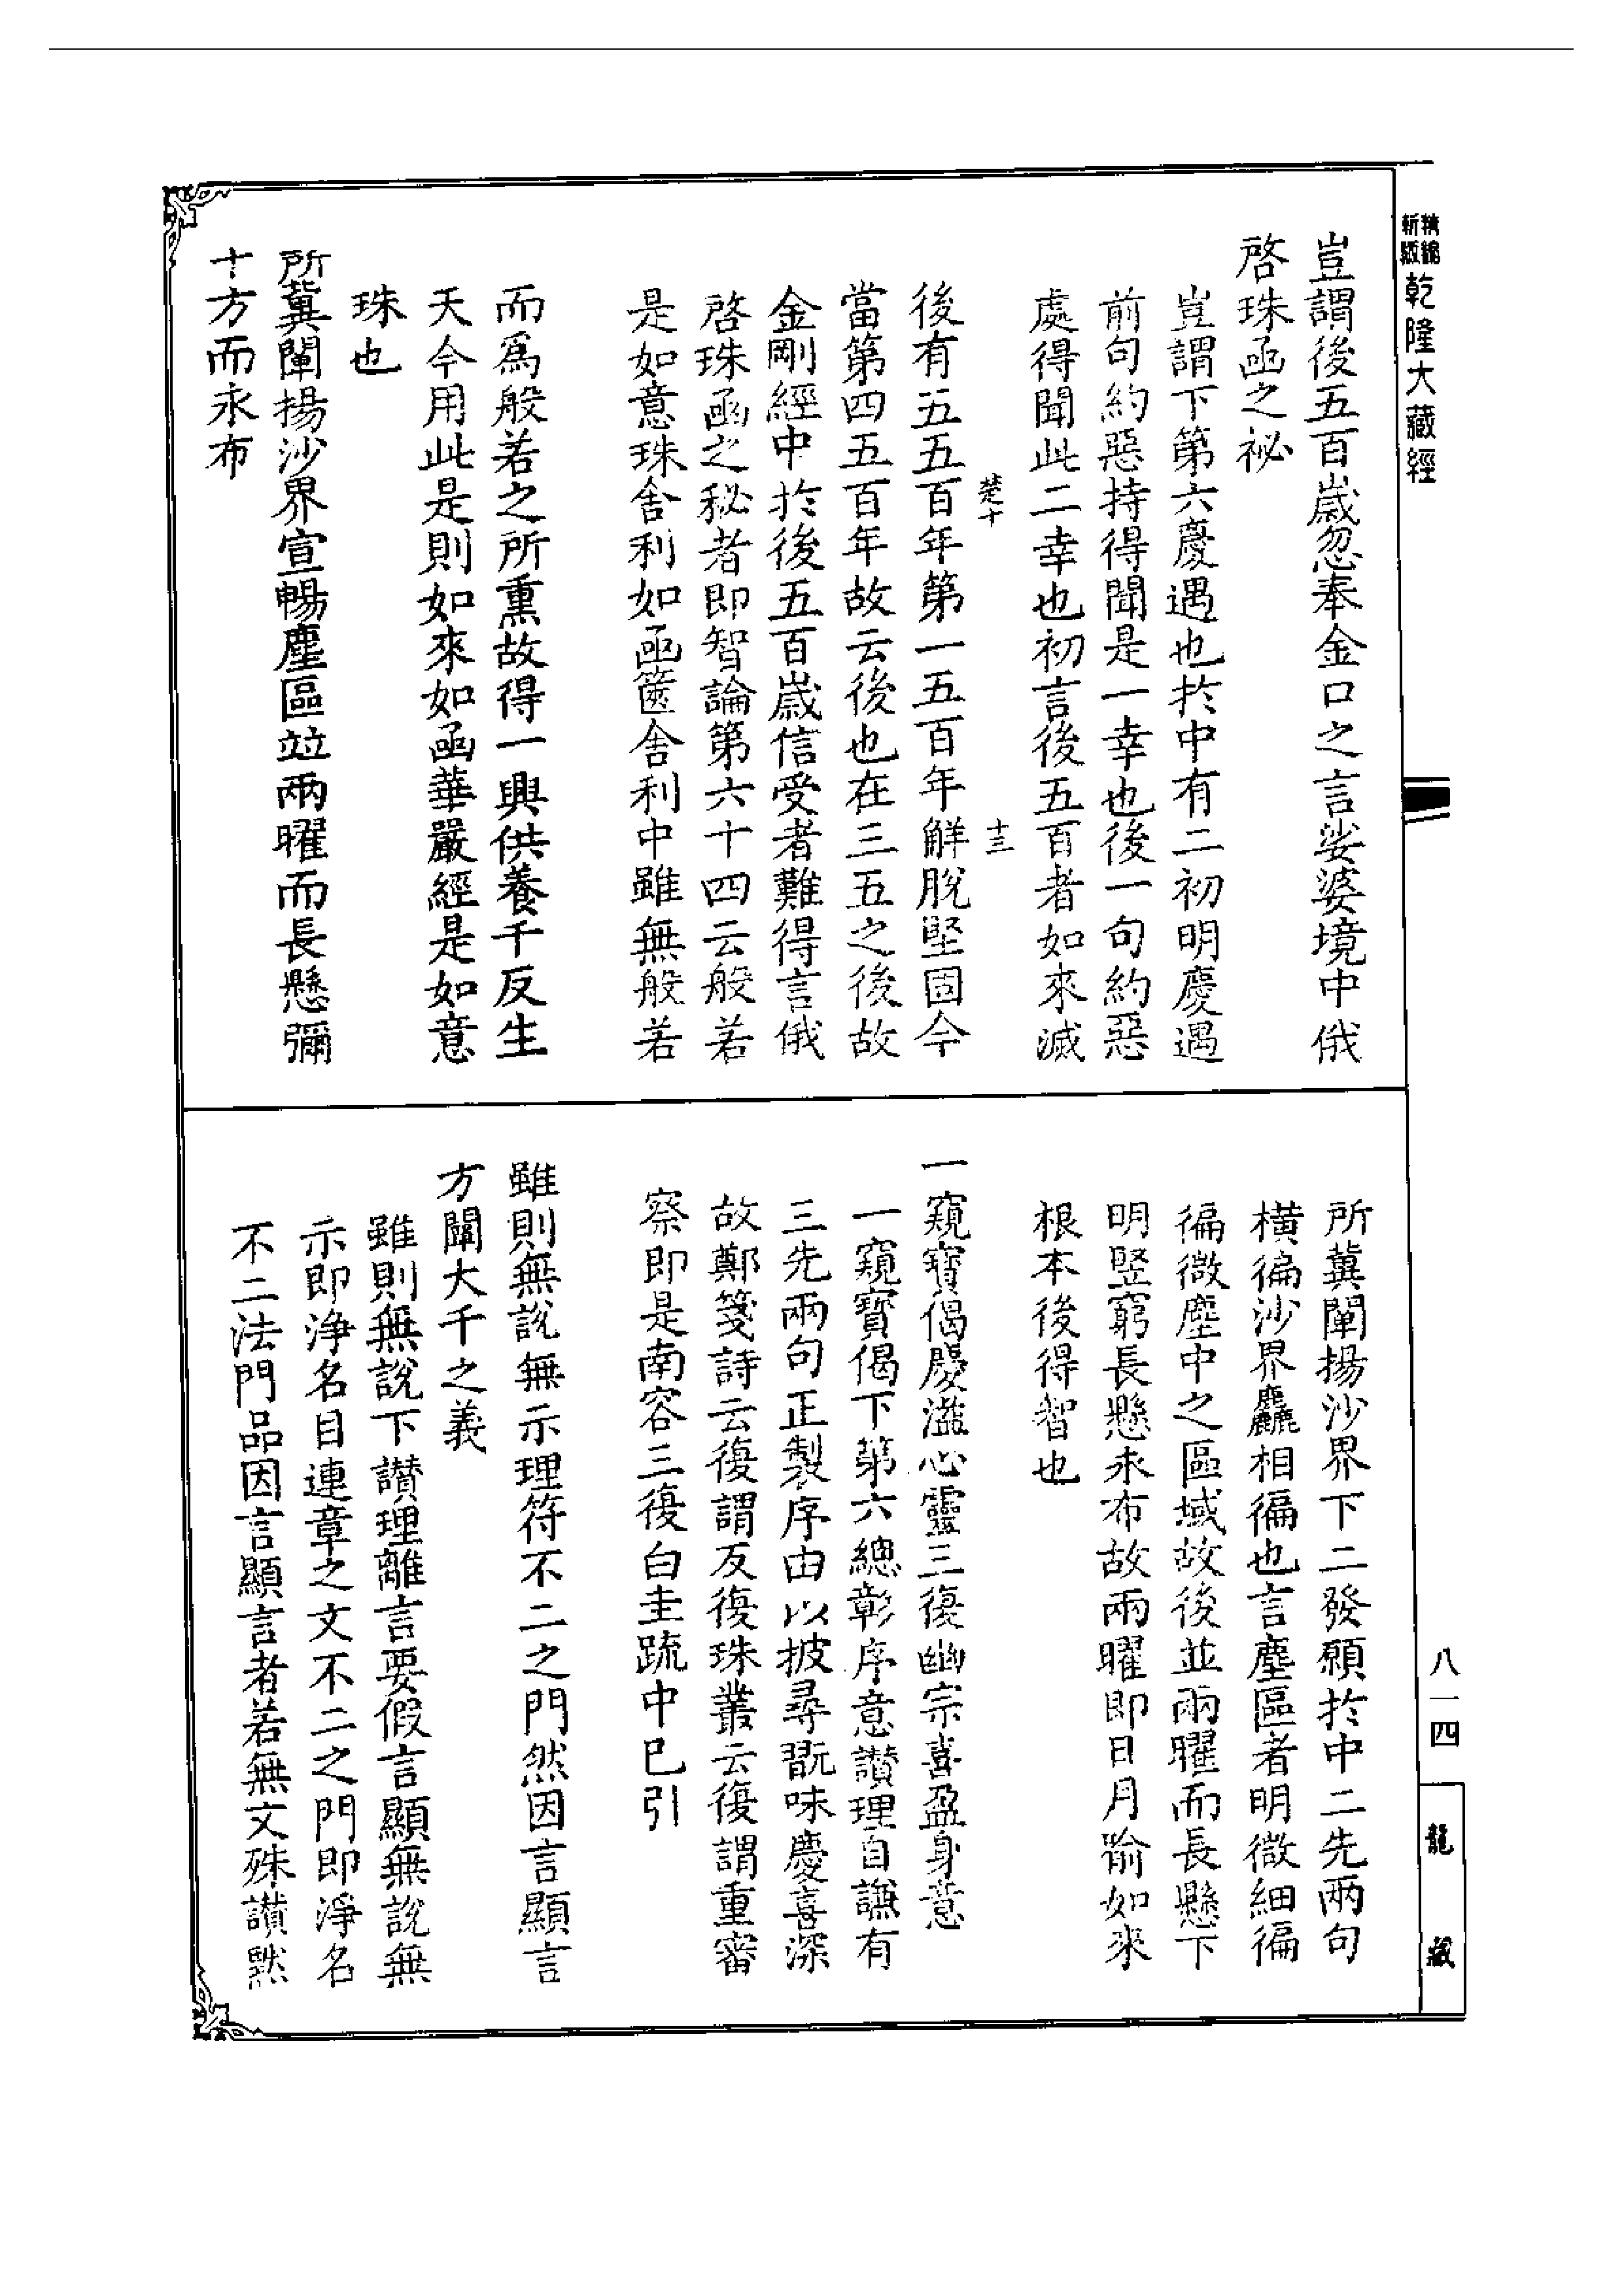 精編
新縮乾隆大藏經
豈謂後五百歲忽奉金口之言娑婆境中俄
啓珠函之祕
豈謂下第六慶遇也於中有二初明慶遇
前句約惡持得聞是一幸也後一句約惡
處得聞此二幸也初言後五百者如來滅
楚十
十三
後有五五百年第一五百年解脫堅固今
當第四五百年故云後也在三五之後故
金剛經中於後五百歲信受者難得言俄
啓珠函之秘者即智論第六十四云般若
是如意珠舍利如函篋舍利中雖無般若
而爲般若之所熏故得一興供養千反生
天今用此是則如來如函華嚴經是如意
珠也
所冀闡揚沙界宣暢塵區竝兩曜而長懸彌
十方而永布
所冀闡揚沙界下二發願於中二先兩句
橫徧沙界麤相徧也言塵區者明微細徧
徧微塵中之區域故後並兩曜而長懸下
明竪窮長懸永布故兩曜即日月喻如來
根本後得智也
一窺寶偈慶溢心靈三復幽宗喜盈身意
一窺寶偈下第六總彰序意讚理自謙有
三先兩句正製序由以披尋既味慶喜深
故鄭箋詩云復謂反復珠叢云復謂重審
察即是南容三復白圭疏中已引
雖則無說無示理符不二之門然因言顯言
方闡大千之義
雖則無說下讚理離言要假言顯無說無
示即淨名目連章之文不二之門即淨名
不二法門品因言顯言者若無文殊讚默
八一四
龍藏